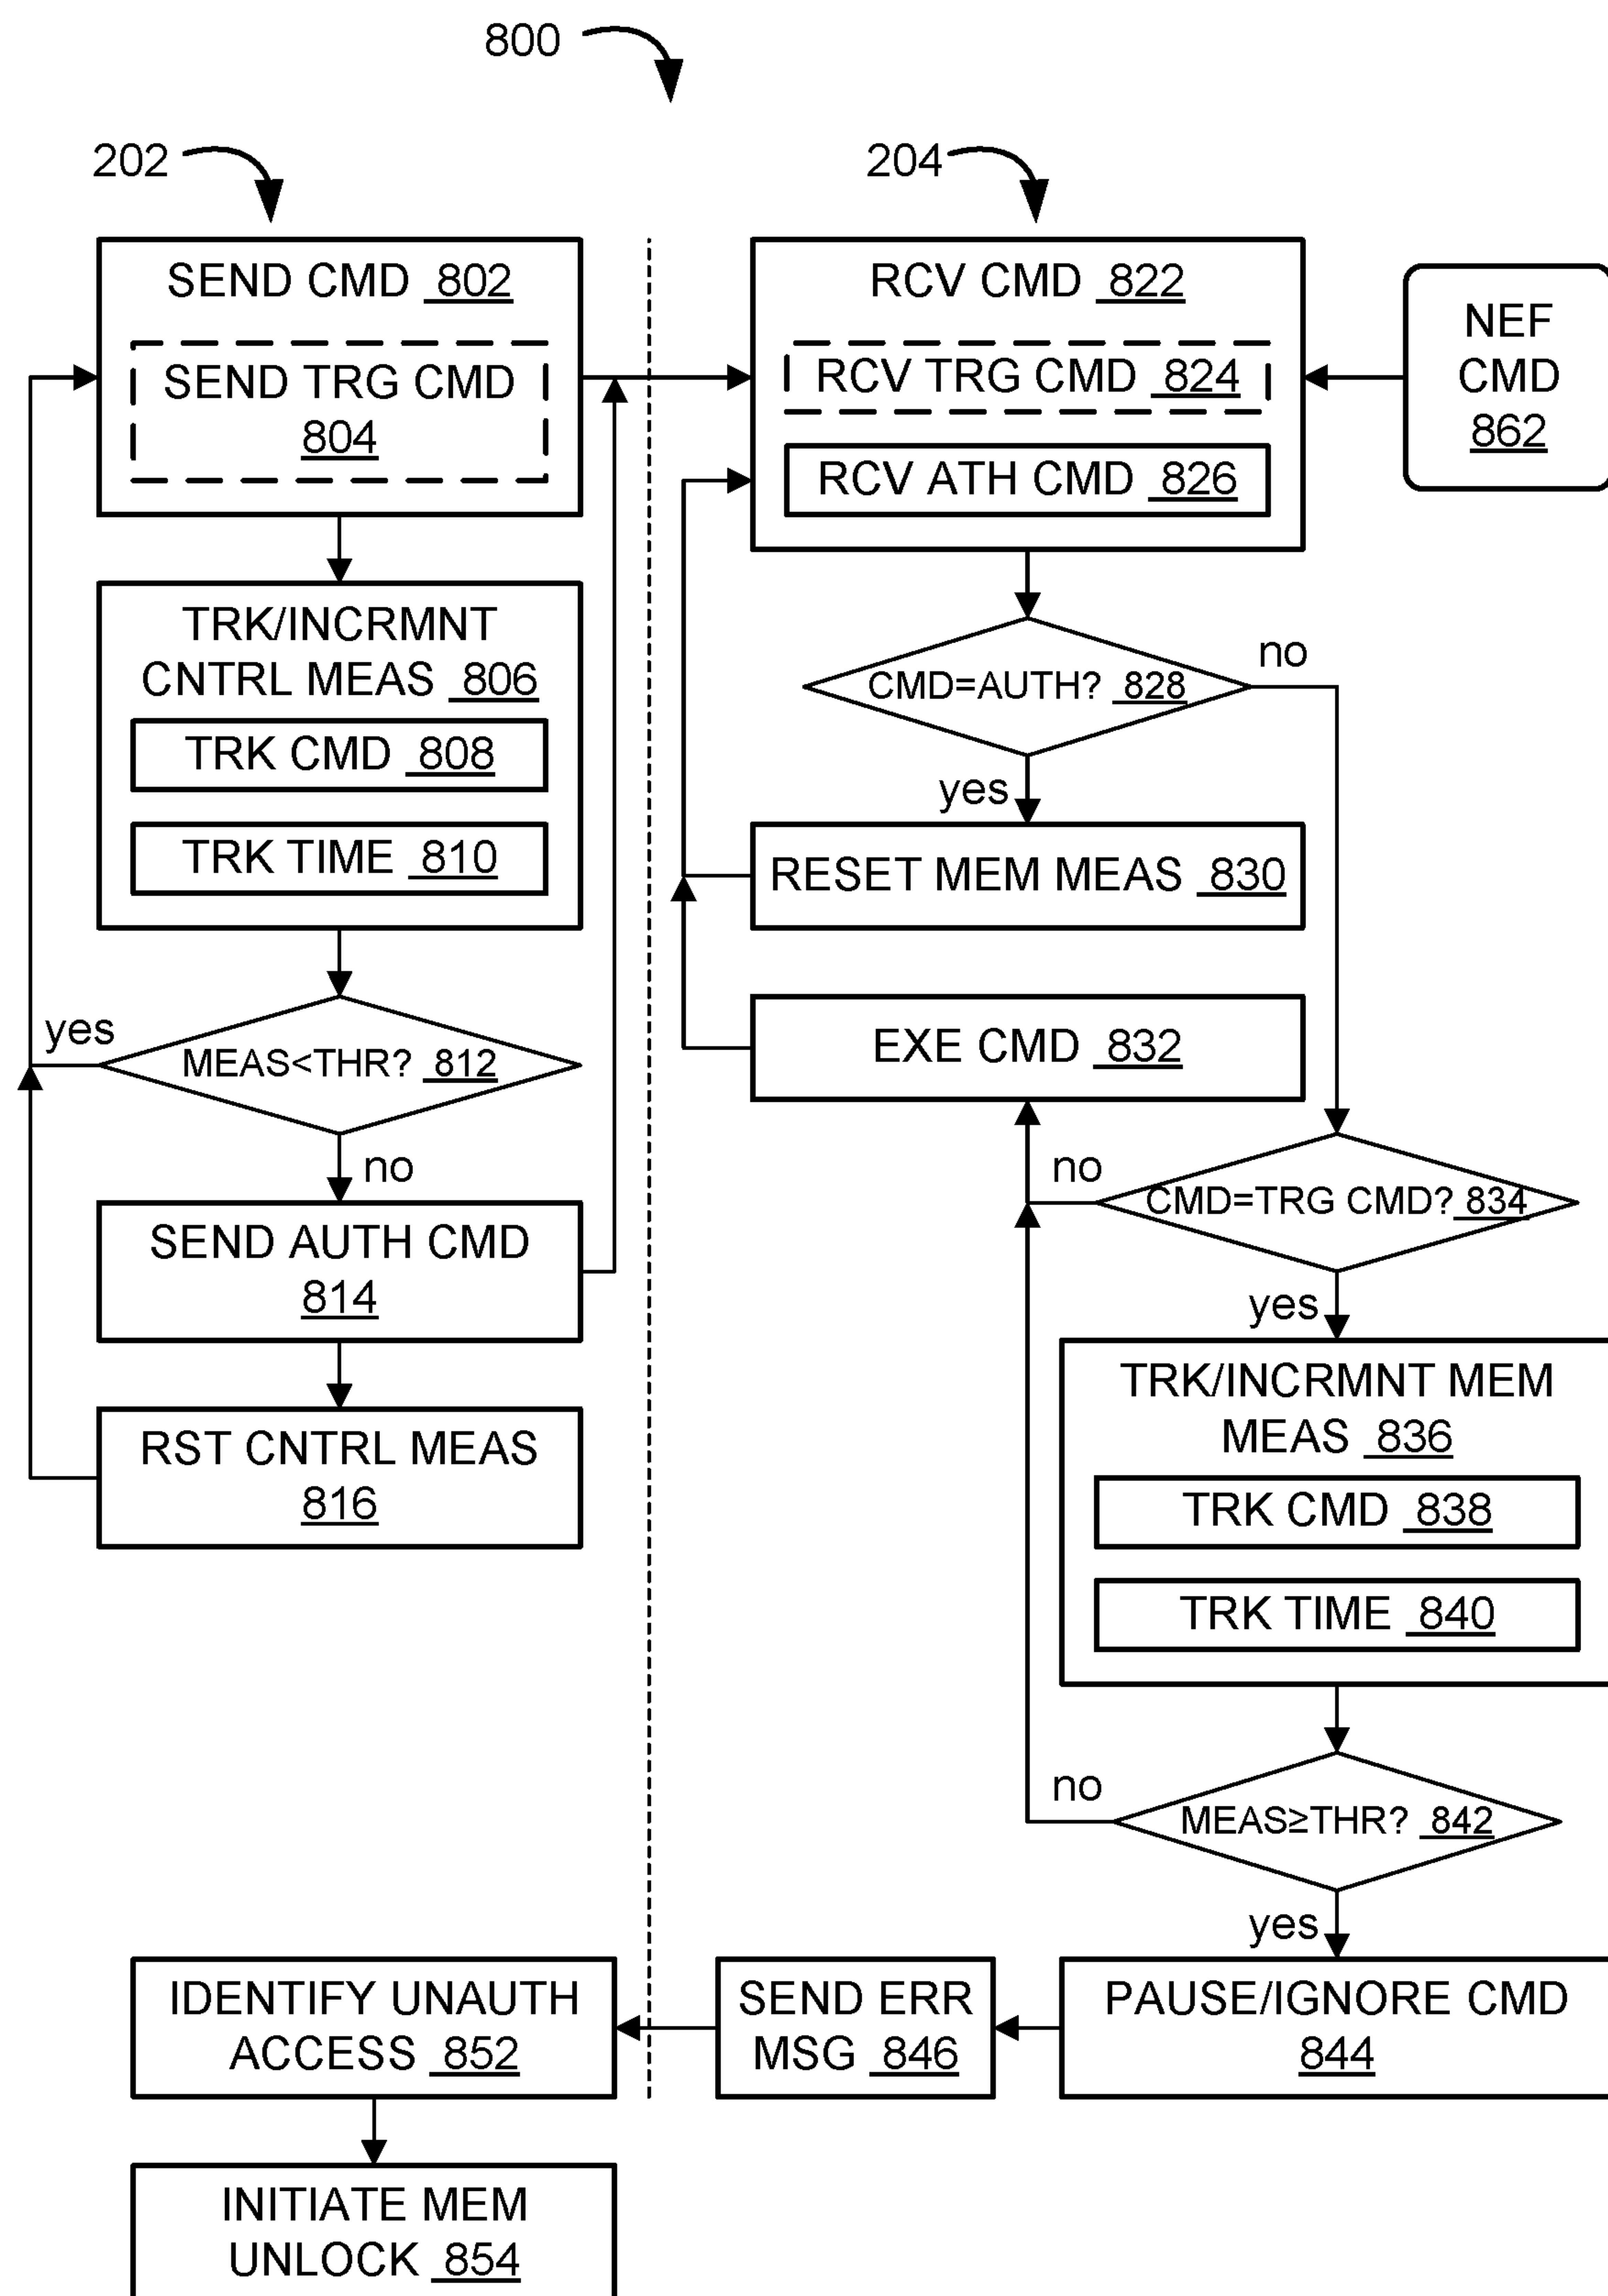 800
202
204
SEND CMD 802
SEND TRG CMD
804
TRK/INCRMNT
CNTRL MEAS 806
TRK CMD 808
TRK TIME 810
yes
MEAS<THR? 812
no
SEND AUTH CMD
814
RST CNTRL MEAS
816
RCV CMD 822
RCV TRG CMD 824
RCV ATH CMD 826
NEF
CMD
862
CMD=AUTH? 828
no
yes
RESET MEM MEAS 830
EXE CMD 832
no
CMD=TRG CMD? 834
yes
TRK/INCRMNT MEM
MEAS 836
TRK CMD 838
TRK TIME 840
no
MEAS≥THR? 842
yes
PAUSE/IGNORE CMD
844
SEND ERR
MSG 846
IDENTIFY UNAUTH
ACCESS 852
INITIATE MEM
UNLOCK 854